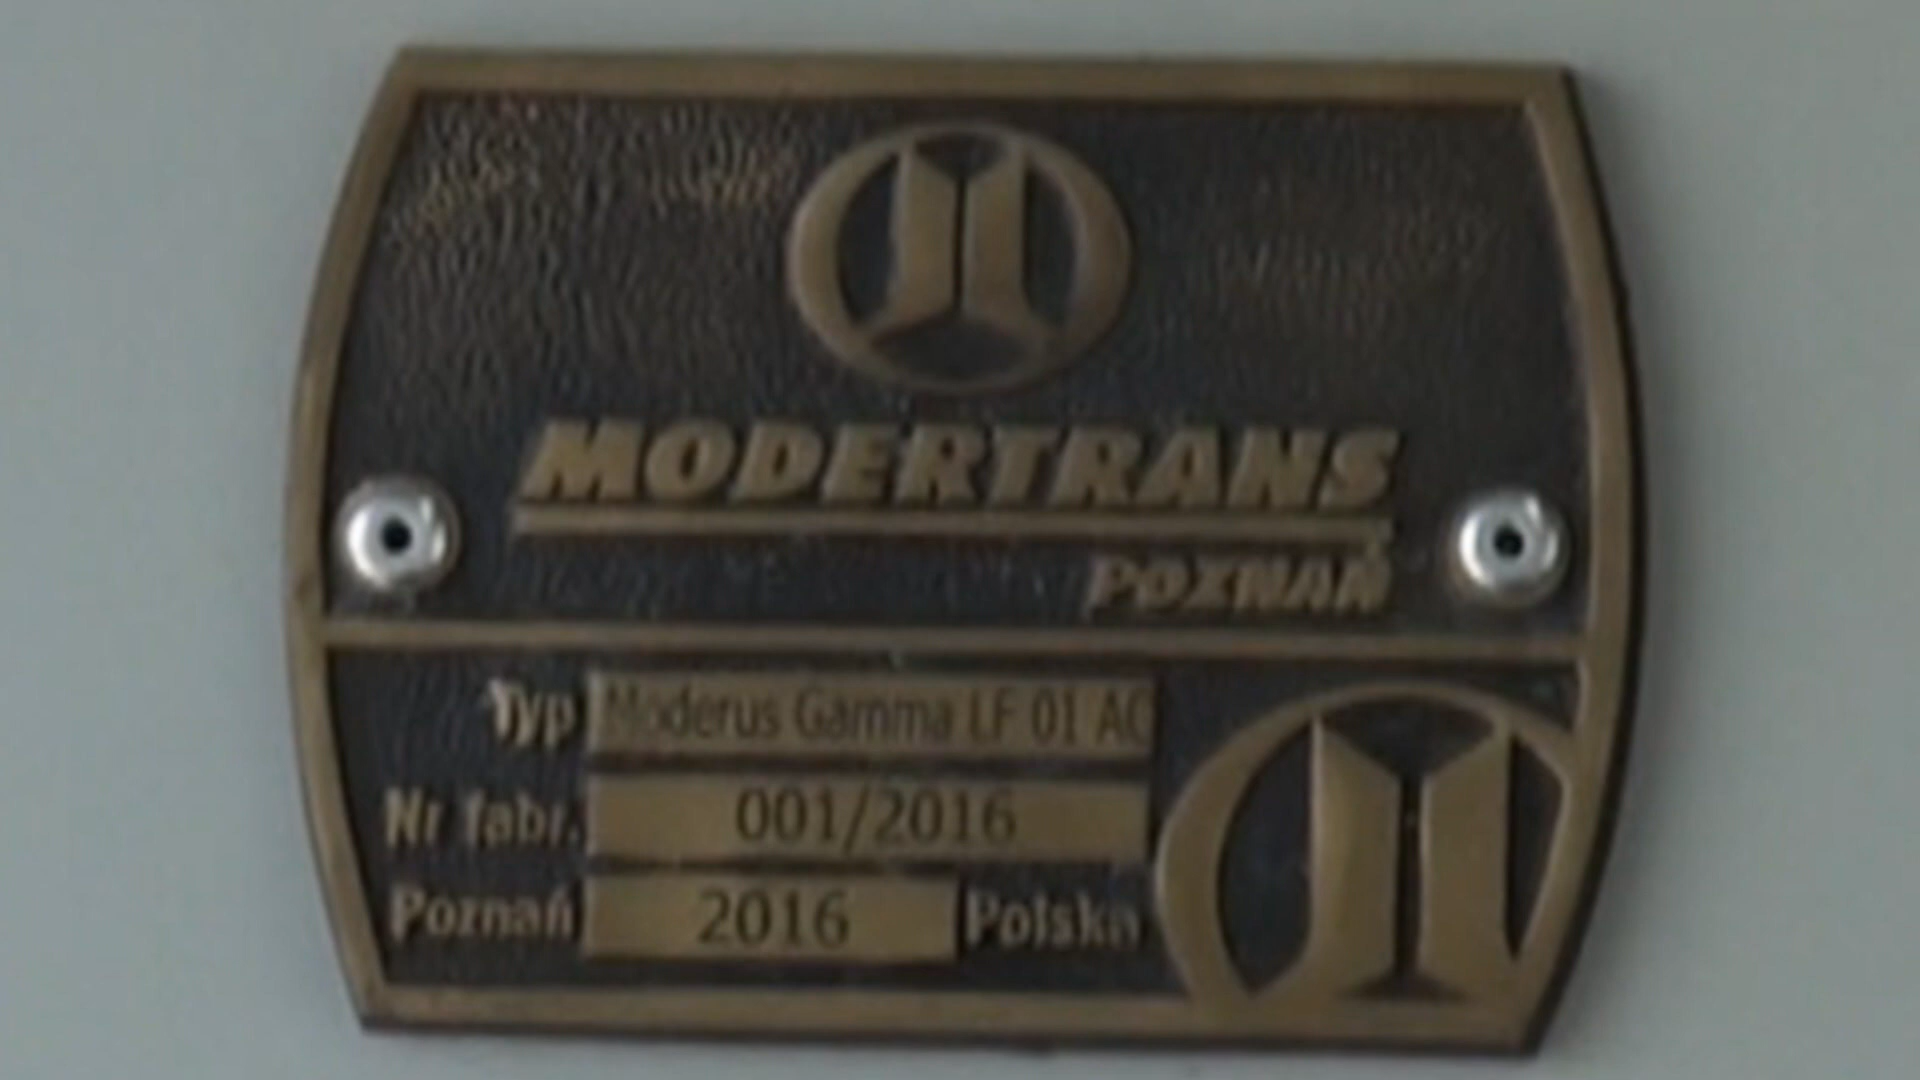 MODERTRANS
POZNAŃ
Typ Moderus Gamma LF 01 AC
Nr fabr. 001/2016
Poznań 2016 Polska